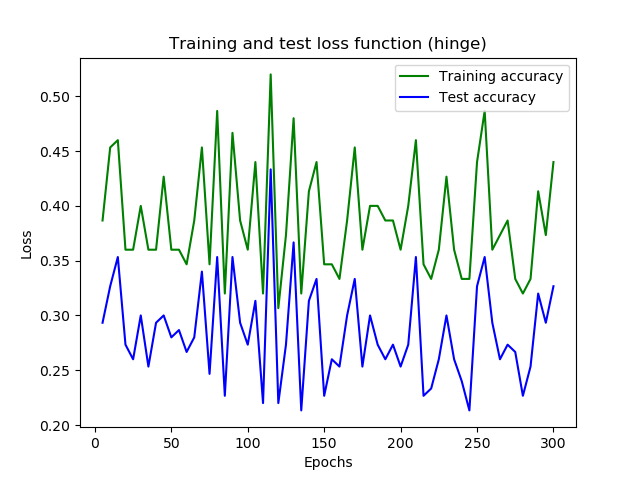 Training and test loss function (hinge)
Training accuracy
Test accuracy
Loss
0.50
0.45
0.40
0.35
0.30
0.25
0.20
0
50
100
150
200
250
300
Epochs